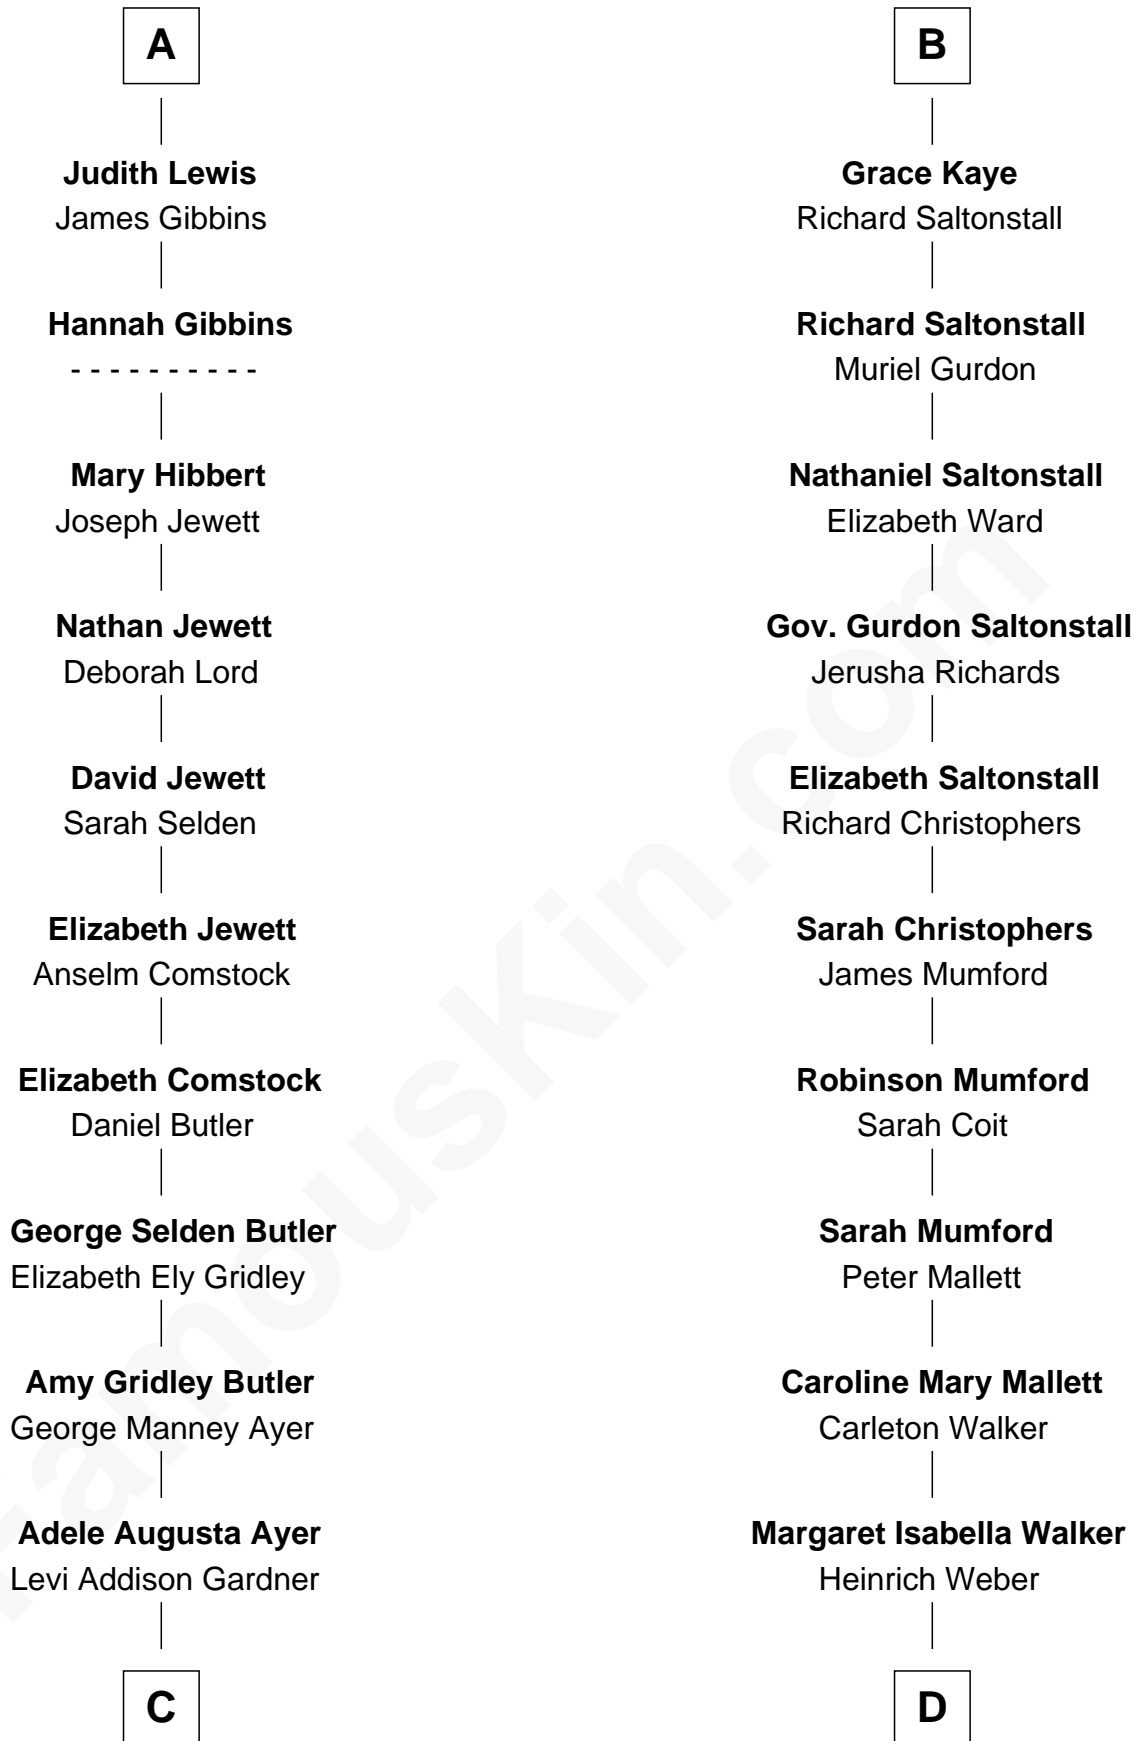 A
Judith Lewis
James Gibbins
Hannah Gibbins
- - - - - - - - - -
Mary Hibbert
Joseph Jewett
Nathan Jewett
Deborah Lord
David Jewett
Sarah Selden
Elizabeth Jewett
Anselm Comstock
Elizabeth Comstock
Daniel Butler
George Selden Butler
Elizabeth Ely Gridley
Amy Gridley Butler
George Manney Ayer
Adele Augusta Ayer
Levi Addison Gardner
C
B
Grace Kaye
Richard Saltonstall
Richard Saltonstall
Muriel Gurdon
Nathaniel Saltonstall
Elizabeth Ward
Gov. Gurdon Saltonstall
Jerusha Richards
Elizabeth Saltonstall
Richard Christophers
Sarah Christophers
James Mumford
Robinson Mumford
Sarah Coit
Sarah Mumford
Peter Mallett
Caroline Mary Mallett
Carleton Walker
Margaret Isabella Walker
Heinrich Weber
D
FamousKin.com